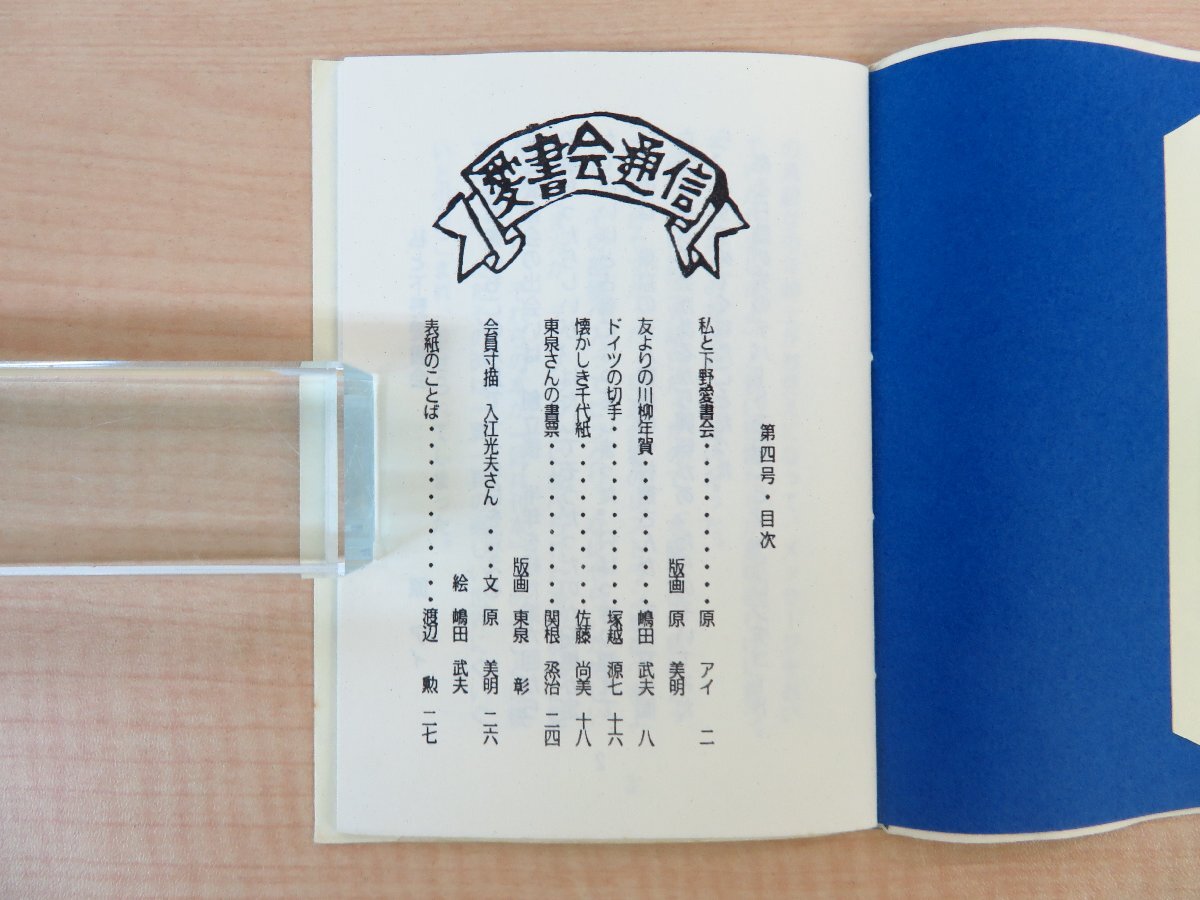 愛書会通信
第四号・目次
私と下野愛書会・・・・・・・・原 アイ 二
版画 原 美明
友よりの川柳年賀・・・・・・・・嶋田 武夫 八
ドイツの切手・・・・・・・・・・塚越 源七 十六
懐かしき千代紙・・・・・・・・・佐藤 尚美 十八
東泉さんの書票・・・・・・・・・関根 烝治 二四
版画 東泉 彰
会員寸描 入江光夫さん ・・・文 原 美明 二六
絵 嶋田 武夫
表紙のことば・・・・・・・・・・渡辺 勲 二七